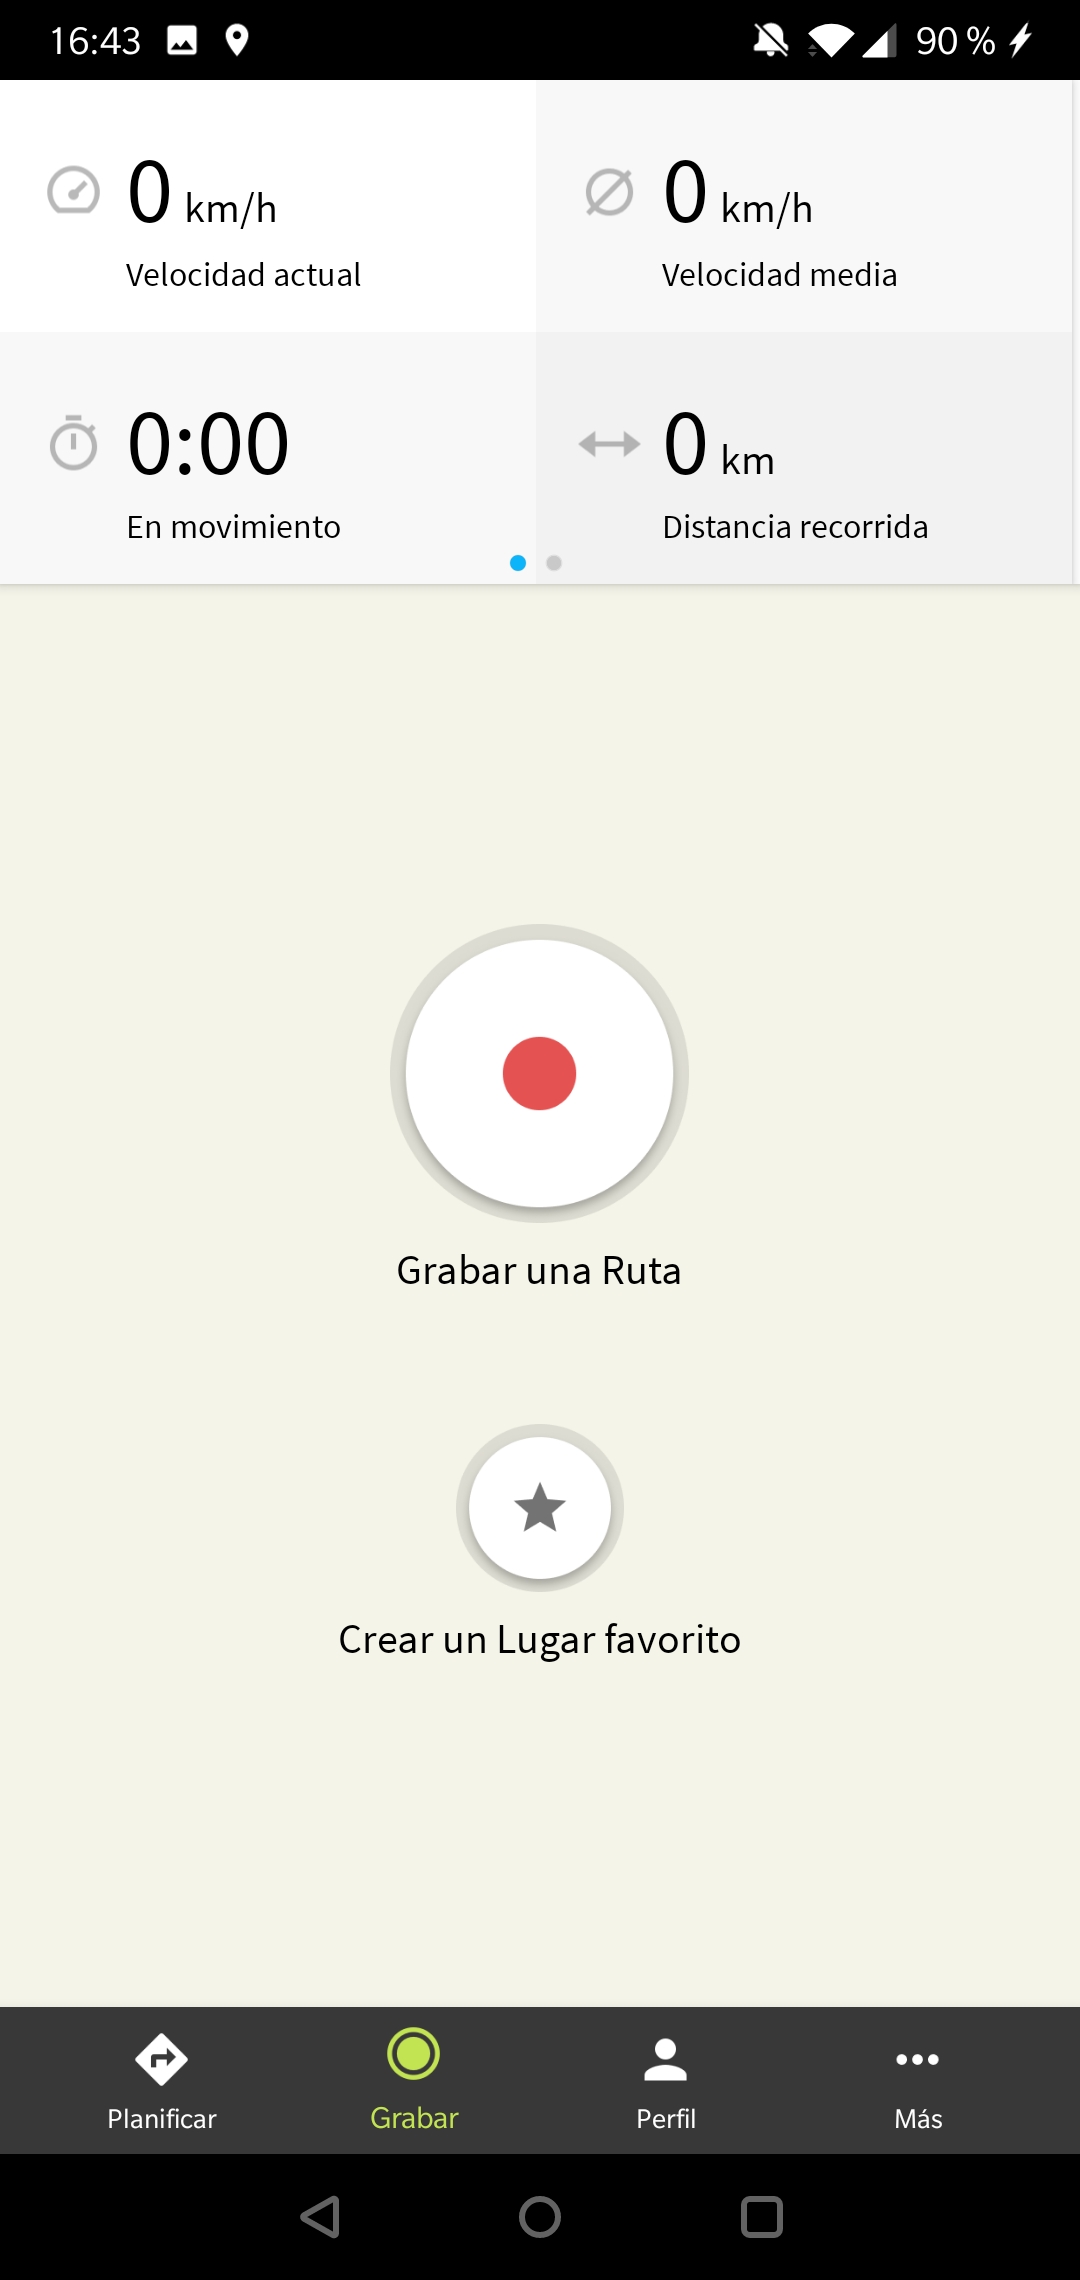 16:43 90 %
0 km/h
Velocidad actual
0 km/h
Velocidad media
0:00
En movimiento
0 km
Distancia recorrida
Grabar una Ruta
Crear un Lugar favorito
Planificar Grabar Perfil Más